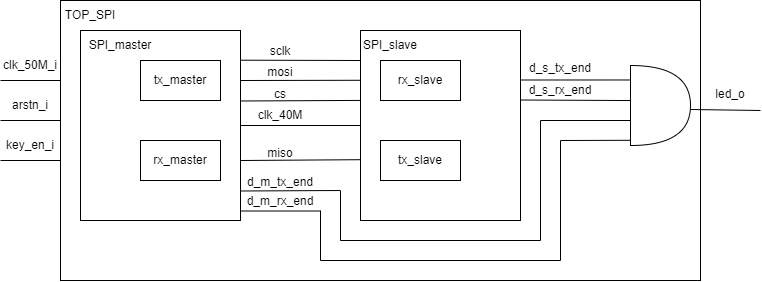 TOP_SPI
SPI_master
SPI_slave
sclk
clk_50M_i
tx_master
mosi
rx_slave
d_s_tx_end
cs
d_s_rx_end
led_o
arstn_i
clk_40M
key_en_i
rx_master
miso
tx_slave
d_m_tx_end
d_m_rx_end